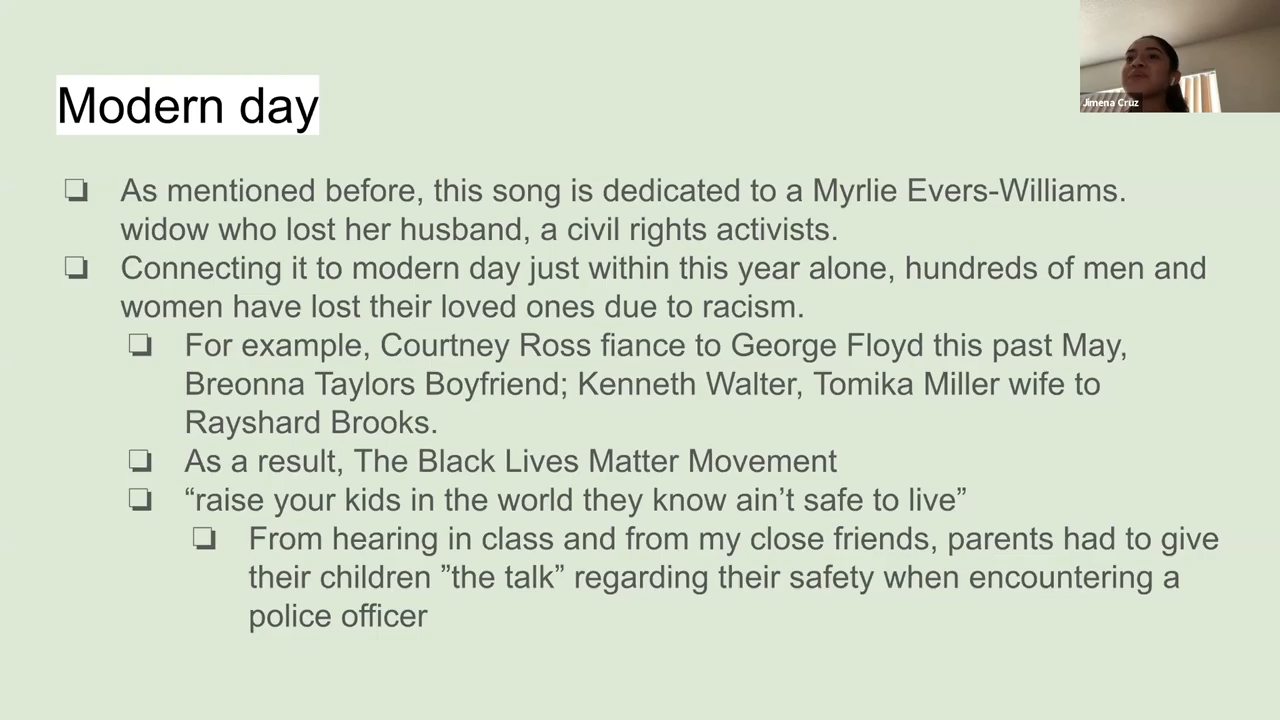 Modern day
Jimena Cruz
❏ As mentioned before, this song is dedicated to a Myrlie Evers-Williams.
widow who lost her husband, a civil rights activists.
❏ Connecting it to modern day just within this year alone, hundreds of men and
women have lost their loved ones due to racism.
❏ For example, Courtney Ross fiance to George Floyd this past May,
Breonna Taylors Boyfriend; Kenneth Walter, Tomika Miller wife to
Rayshard Brooks.
❏ As a result, The Black Lives Matter Movement
❏ “raise your kids in the world they know ain’t safe to live”
❏ From hearing in class and from my close friends, parents had to give
their children ”the talk” regarding their safety when encountering a
police officer